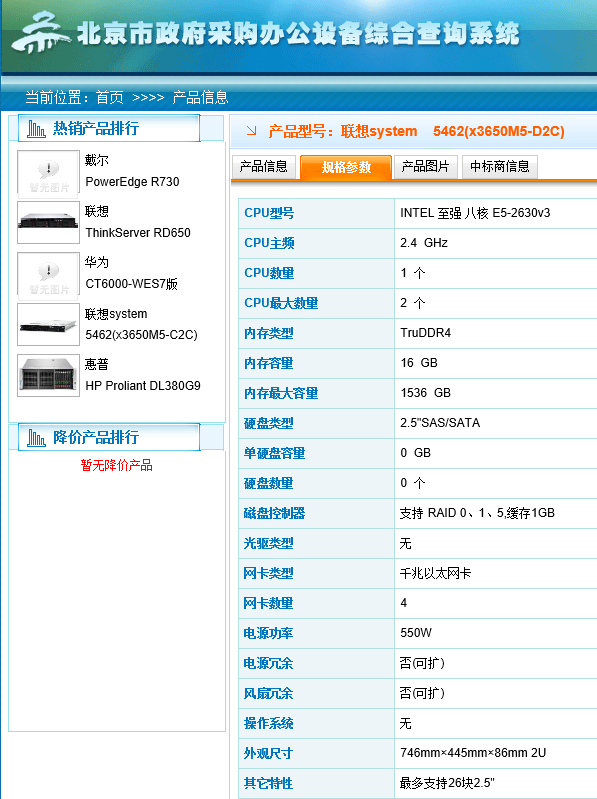 北京市政府采购办公设备综合查询系统
当前位置：首页 >>>> 产品信息
热销产品排行
暂无图片
戴尔
PowerEdge R730
联想
ThinkServer RD650
暂无图片
华为
CT6000-WES7版
联想system
5462(x3650M5-C2C)
惠普
HP Proliant DL380G9
降价产品排行
暂无降价产品
产品型号：联想system 5462(x3650M5-D2C)
产品信息 规格参数 产品图片 中标商信息
CPU型号 INTEL 至强 八核 E5-2630v3
CPU主频 2.4 GHz
CPU数量 1 个
CPU最大数量 2 个
内存类型 TruDDR4
内存容量 16 GB
内存最大容量 1536 GB
硬盘类型 2.5"SAS/SATA
单硬盘容量 0 GB
硬盘数量 0 个
磁盘控制器 支持 RAID 0、1、5,缓存1GB
光驱类型 无
网卡类型 千兆以太网卡
网卡数量 4
电源功率 550W
电源冗余 否(可扩)
风扇冗余 否(可扩)
操作系统 无
外观尺寸 746mm×445mm×86mm 2U
其它特性 最多支持26块2.5"